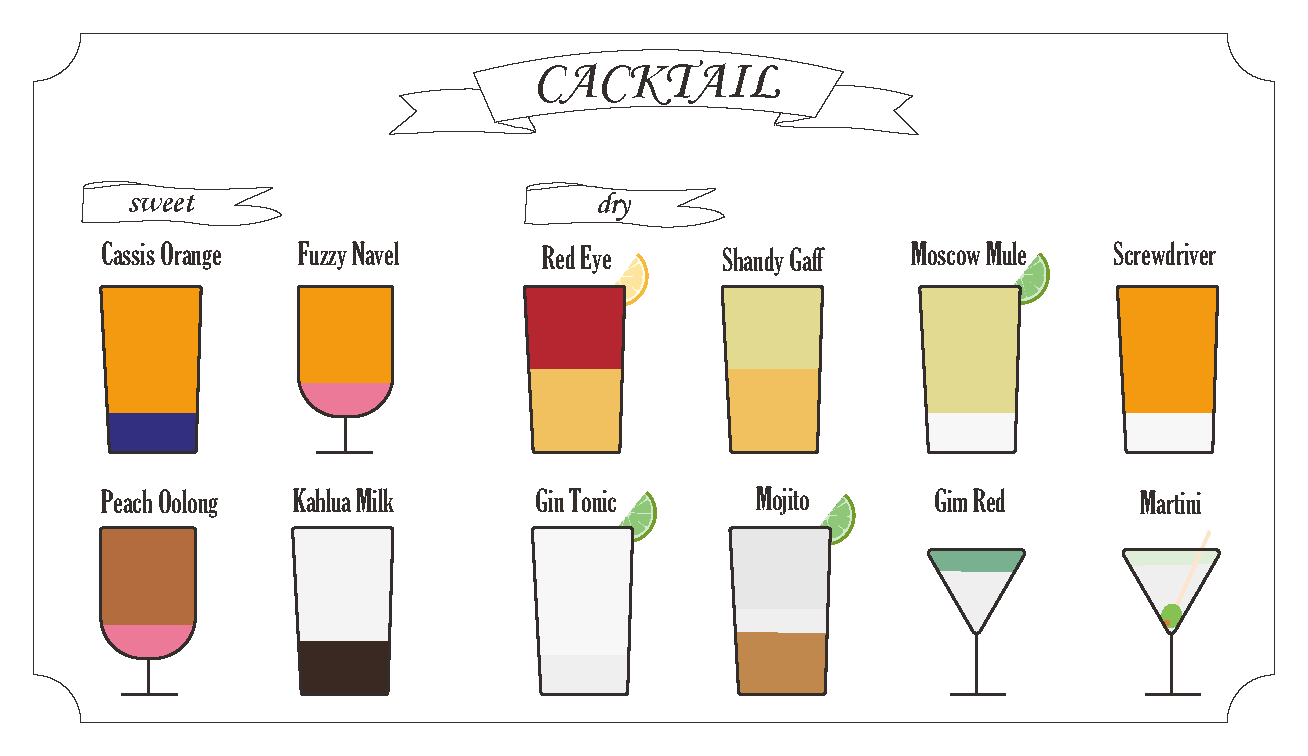 CACKTAIL
sweet
dry
Cassis Orange
Fuzzy Navel
Red Eye
Shandy Gaff
Moscow Mule
Screwdriver
Peach Oolong
Kahlua Milk
Gin Tonic
Mojito
Gim Red
Martini